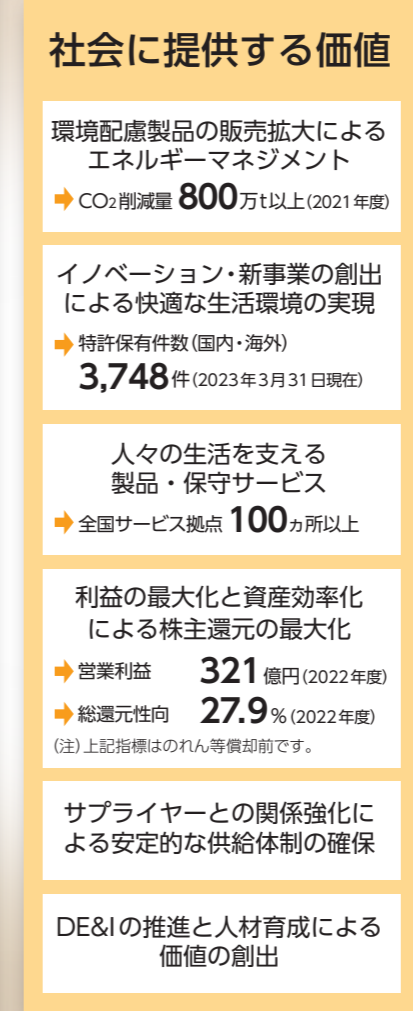 社会に提供する価値
環境配慮製品の販売拡大による
エネルギーマネジメント
➡ CO₂削減量 800万t以上(2021年度)
イノベーション・新事業の創出
による快適な生活環境の実現
➡ 特許保有件数(国内・海外)
3,748件(2023年3月31日現在)
人々の生活を支える
製品・保守サービス
➡ 全国サービス拠点 100ヵ所以上
利益の最大化と資産効率化
による株主還元の最大化
➡ 営業利益 321億円(2022年度)
➡ 総還元性向 27.9%(2022年度)
(注)上記指標はのれん等償却前です。
サプライヤーとの関係強化に
よる安定的な供給体制の確保
DE&Iの推進と人材育成による
価値の創出